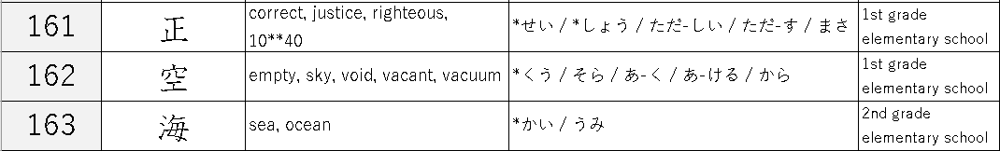 161 正 correct, justice, righteous, 10**40 *せい / *しょう / ただ-しい / ただ-す / まさ 1st grade elementary school
162 空 empty, sky, void, vacant, vacuum *くう / そら / あ-く / あ-ける / から 1st grade elementary school
163 海 sea, ocean *かい / うみ 2nd grade elementary school